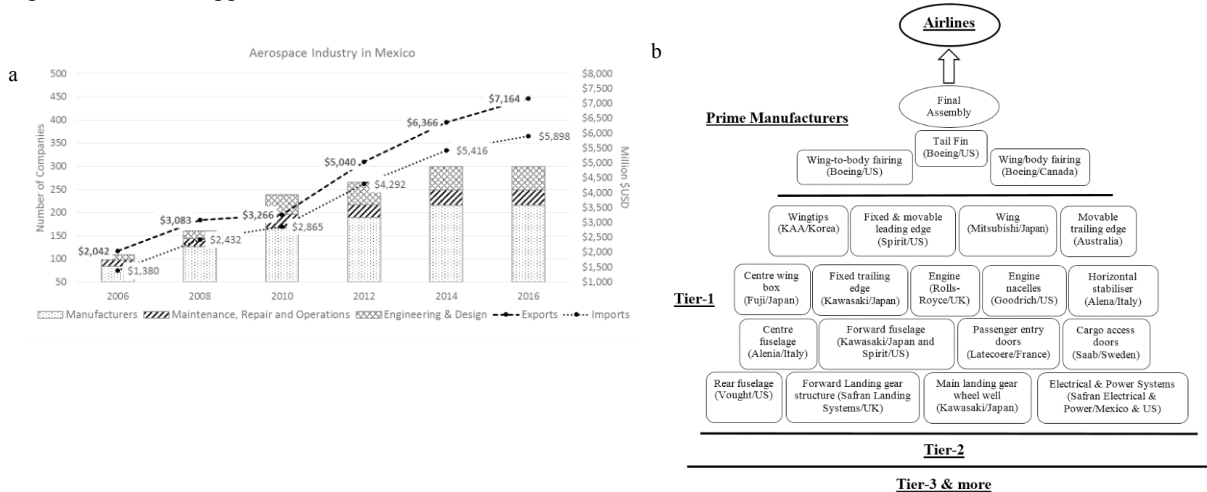 a
Aerospace Industry in Mexico
Number of Companies
500
450
400
350
300
250
200
150
100
50
$2,042
$3,083
$3,266
$5,040
$6,366
$7,164
$1,380
$2,432
$2,865
$4,292
$5,416
$5,898
2006
2008
2010
2012
2014
2016
$8,000
$7,500
$7,000
$6,500
$6,000
$5,500
$5,000
$4,500
$4,000
$3,500
$3,000
$2,500
$2,000
$1,500
$1,000
Million $USD
Manufacturers
Maintenance, Repair and Operations
Engineering & Design
Exports
Imports
b
Airlines
Final
Assembly
Prime Manufacturers
Tail Fin
(Boeing/US)
Wing-to-body fairing
(Boeing/US)
Wing/body fairing
(Boeing/Canada)
Wingtips
(KAA/Korea)
Fixed & movable
leading edge
(Spirit/US)
Wing
(Mitsubishi/Japan)
Movable
trailing edge
(Australia)
Tier-1
Centre wing
box
(Fuji/Japan)
Fixed trailing
edge
(Kawasaki/Japan)
Engine
(Rolls-
Royce/UK)
Engine
nacelles
(Goodrich/US)
Horizontal
stabiliser
(Alena/Italy)
Centre
fuselage
(Alenia/Italy)
Forward fuselage
(Kawasaki/Japan and
Spirit/US)
Passenger entry
doors
(Latecoere/France)
Cargo access
doors
(Saab/Sweden)
Rear fuselage
(Vought/US)
Forward Landing gear
structure (Safran Landing
Systems/UK)
Main landing gear
wheel well
(Kawasaki/Japan)
Electrical & Power Systems
(Safran Electrical &
Power/Mexico & US)
Tier-2
Tier-3 & more